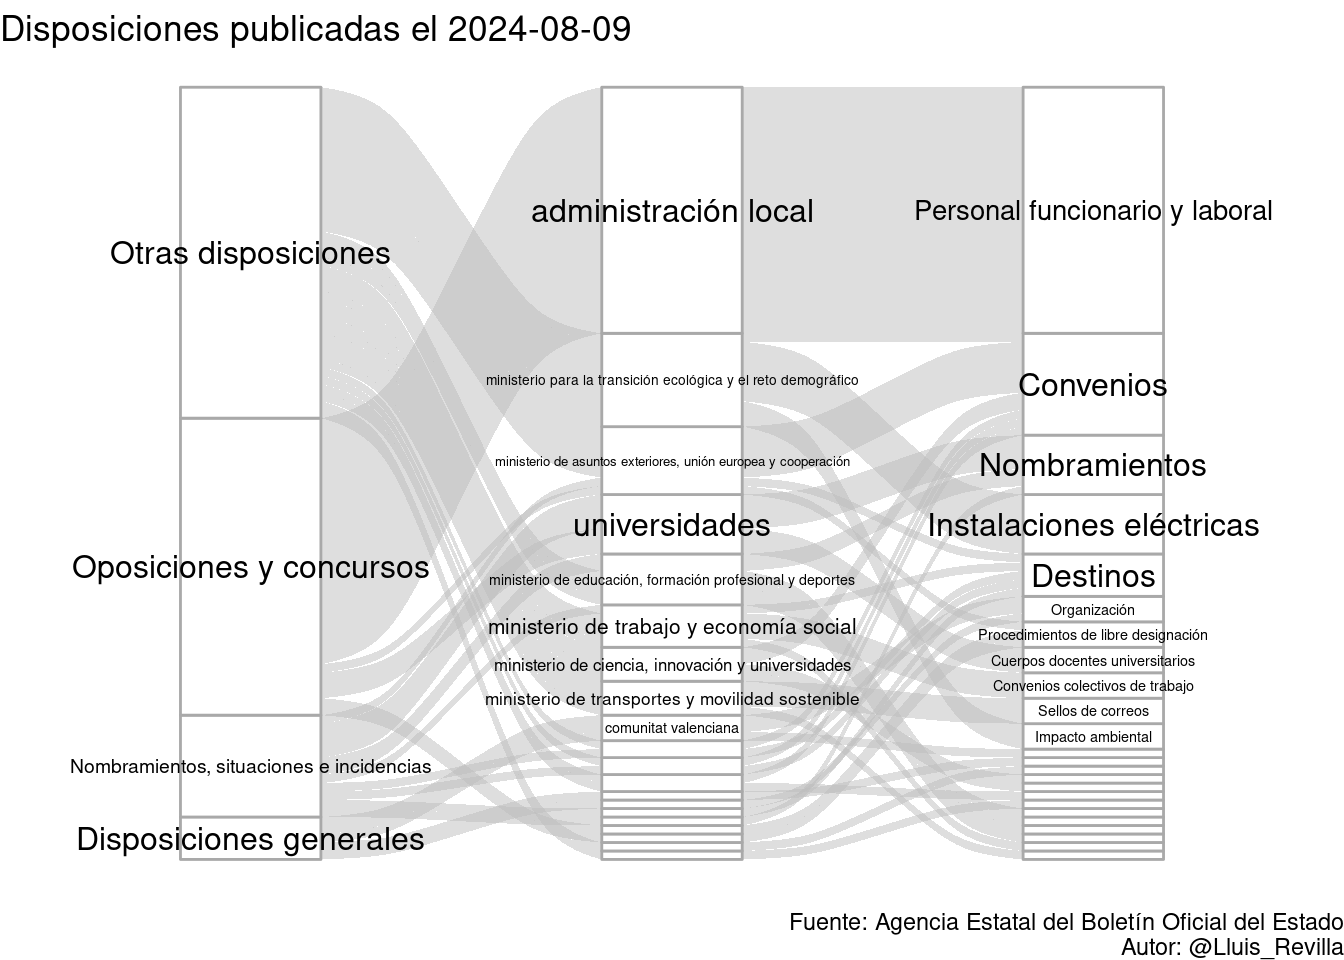 Disposiciones publicadas el 2024-08-09
Otras disposiciones
Oposiciones y concursos
Nombramientos, situaciones e incidencias
Disposiciones generales
administración local
ministerio para la transición ecológica y el reto demográfico
ministerio de asuntos exteriores, unión europea y cooperación
universidades
ministerio de educación, formación profesional y deportes
ministerio de trabajo y economía social
ministerio de ciencia, innovación y universidades
ministerio de transportes y movilidad sostenible
comunitat valenciana
Personal funcionario y laboral
Convenios
Nombramientos
Instalaciones eléctricas
Destinos
Organización
Procedimientos de libre designación
Cuerpos docentes universitarios
Convenios colectivos de trabajo
Sellos de correos
Impacto ambiental
Fuente: Agencia Estatal del Boletín Oficial del Estado
Autor: @Lluis_Revilla